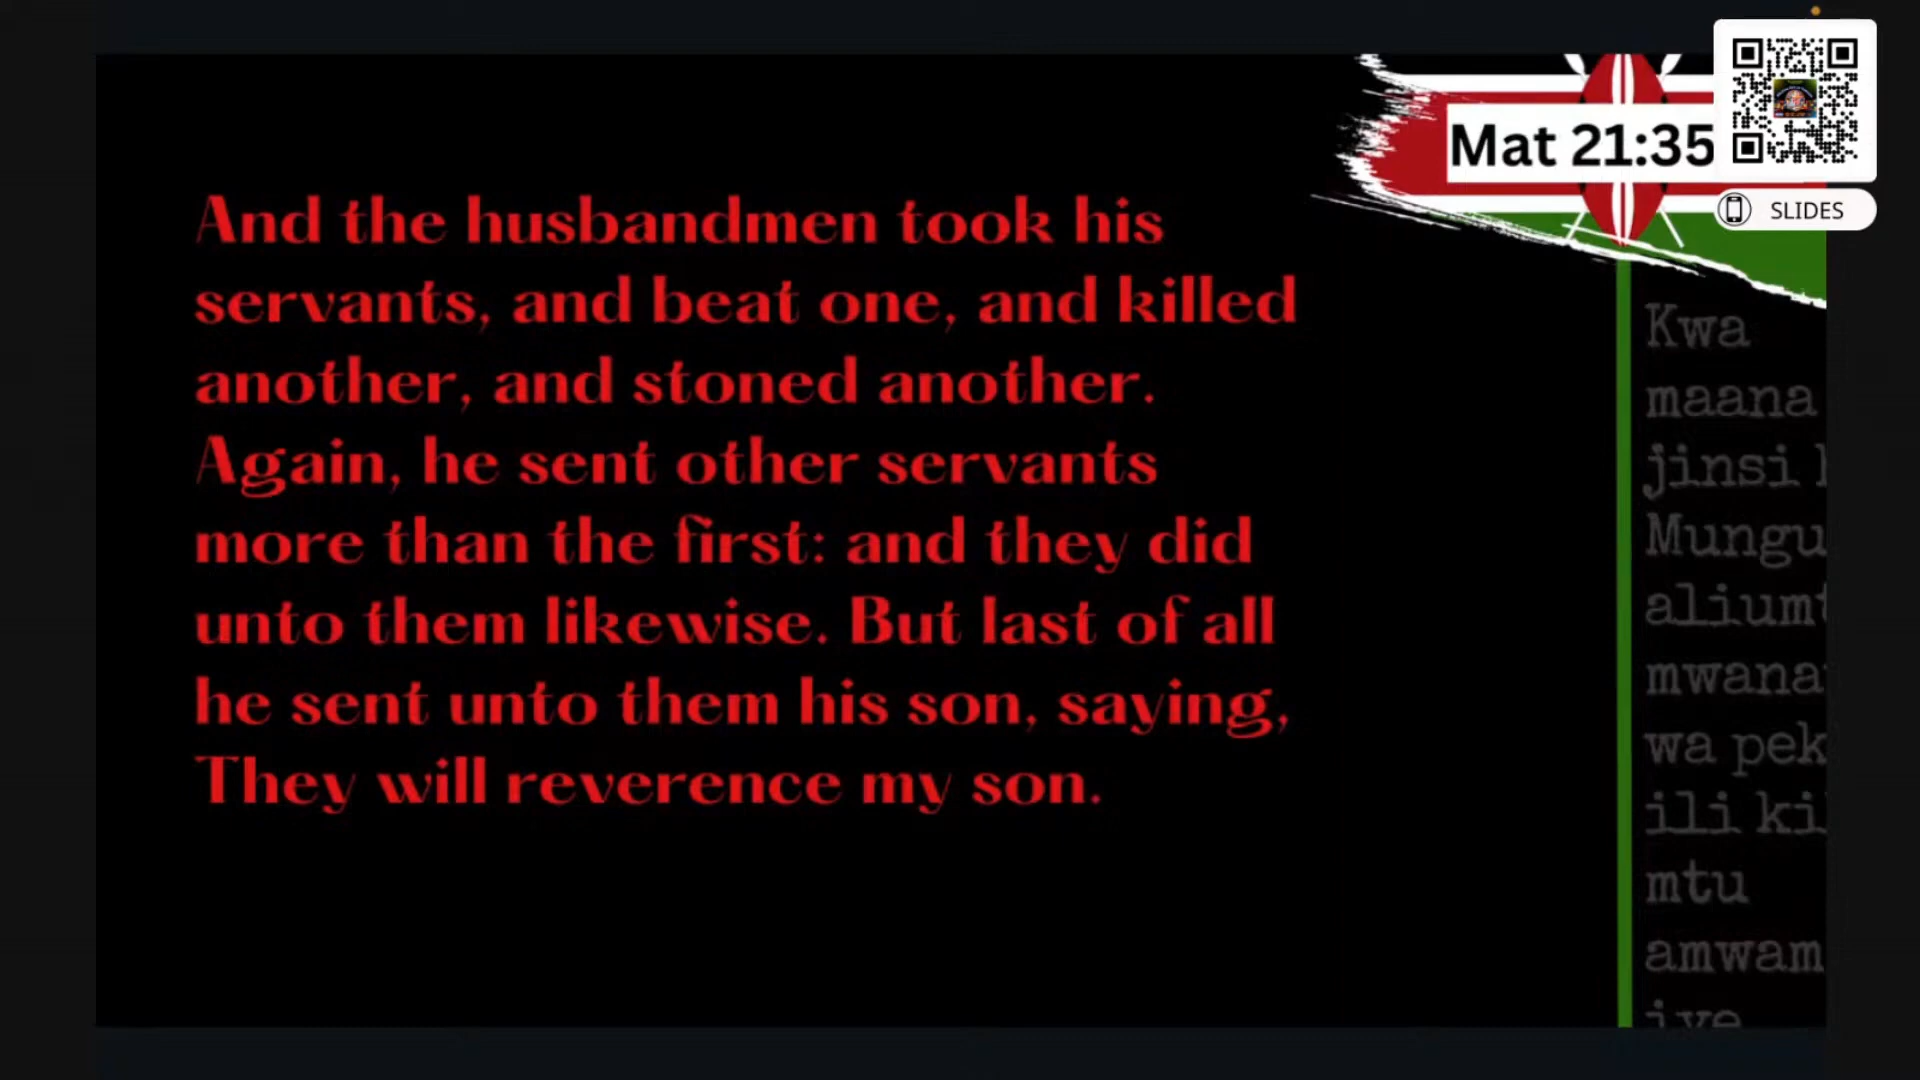 Mat 21:35
SLIDES
And the husbandmen took his
servants, and beat one, and killed
another, and stoned another.
Again, he sent other servants
more than the first: and they did
unto them likewise. But last of all
he sent unto them his son, saying,
They will reverence my son.
Kwa
maana
jinsi
Mungu
mtu